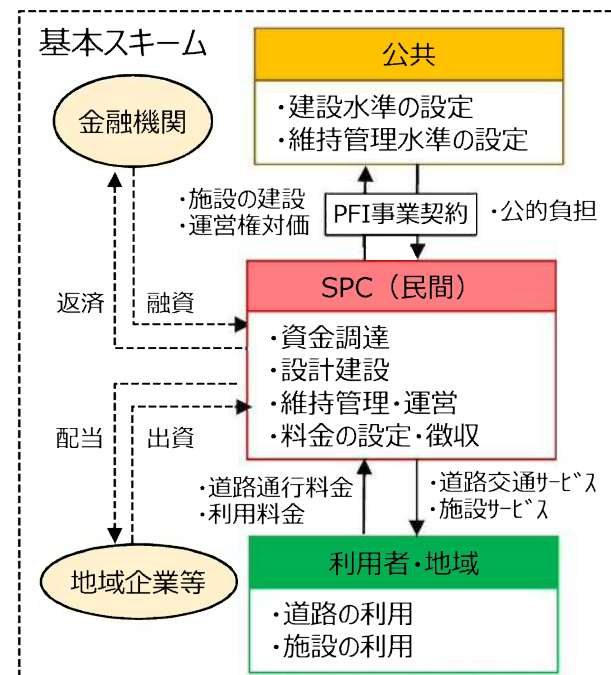 基本スキーム
公共
・建設水準の設定
・維持管理水準の設定
金融機関
・施設の建設
・運営権対価
PFI事業契約
・公的負担
SPC（民間）
・資金調達
・設計建設
・維持管理・運営
・料金の設定・徴収
返済
融資
配当
出資
・道路通行料金
・利用料金
・道路交通ｻｰﾋﾞｽ
・施設ｻｰﾋﾞｽ
地域企業等
利用者・地域
・道路の利用
・施設の利用